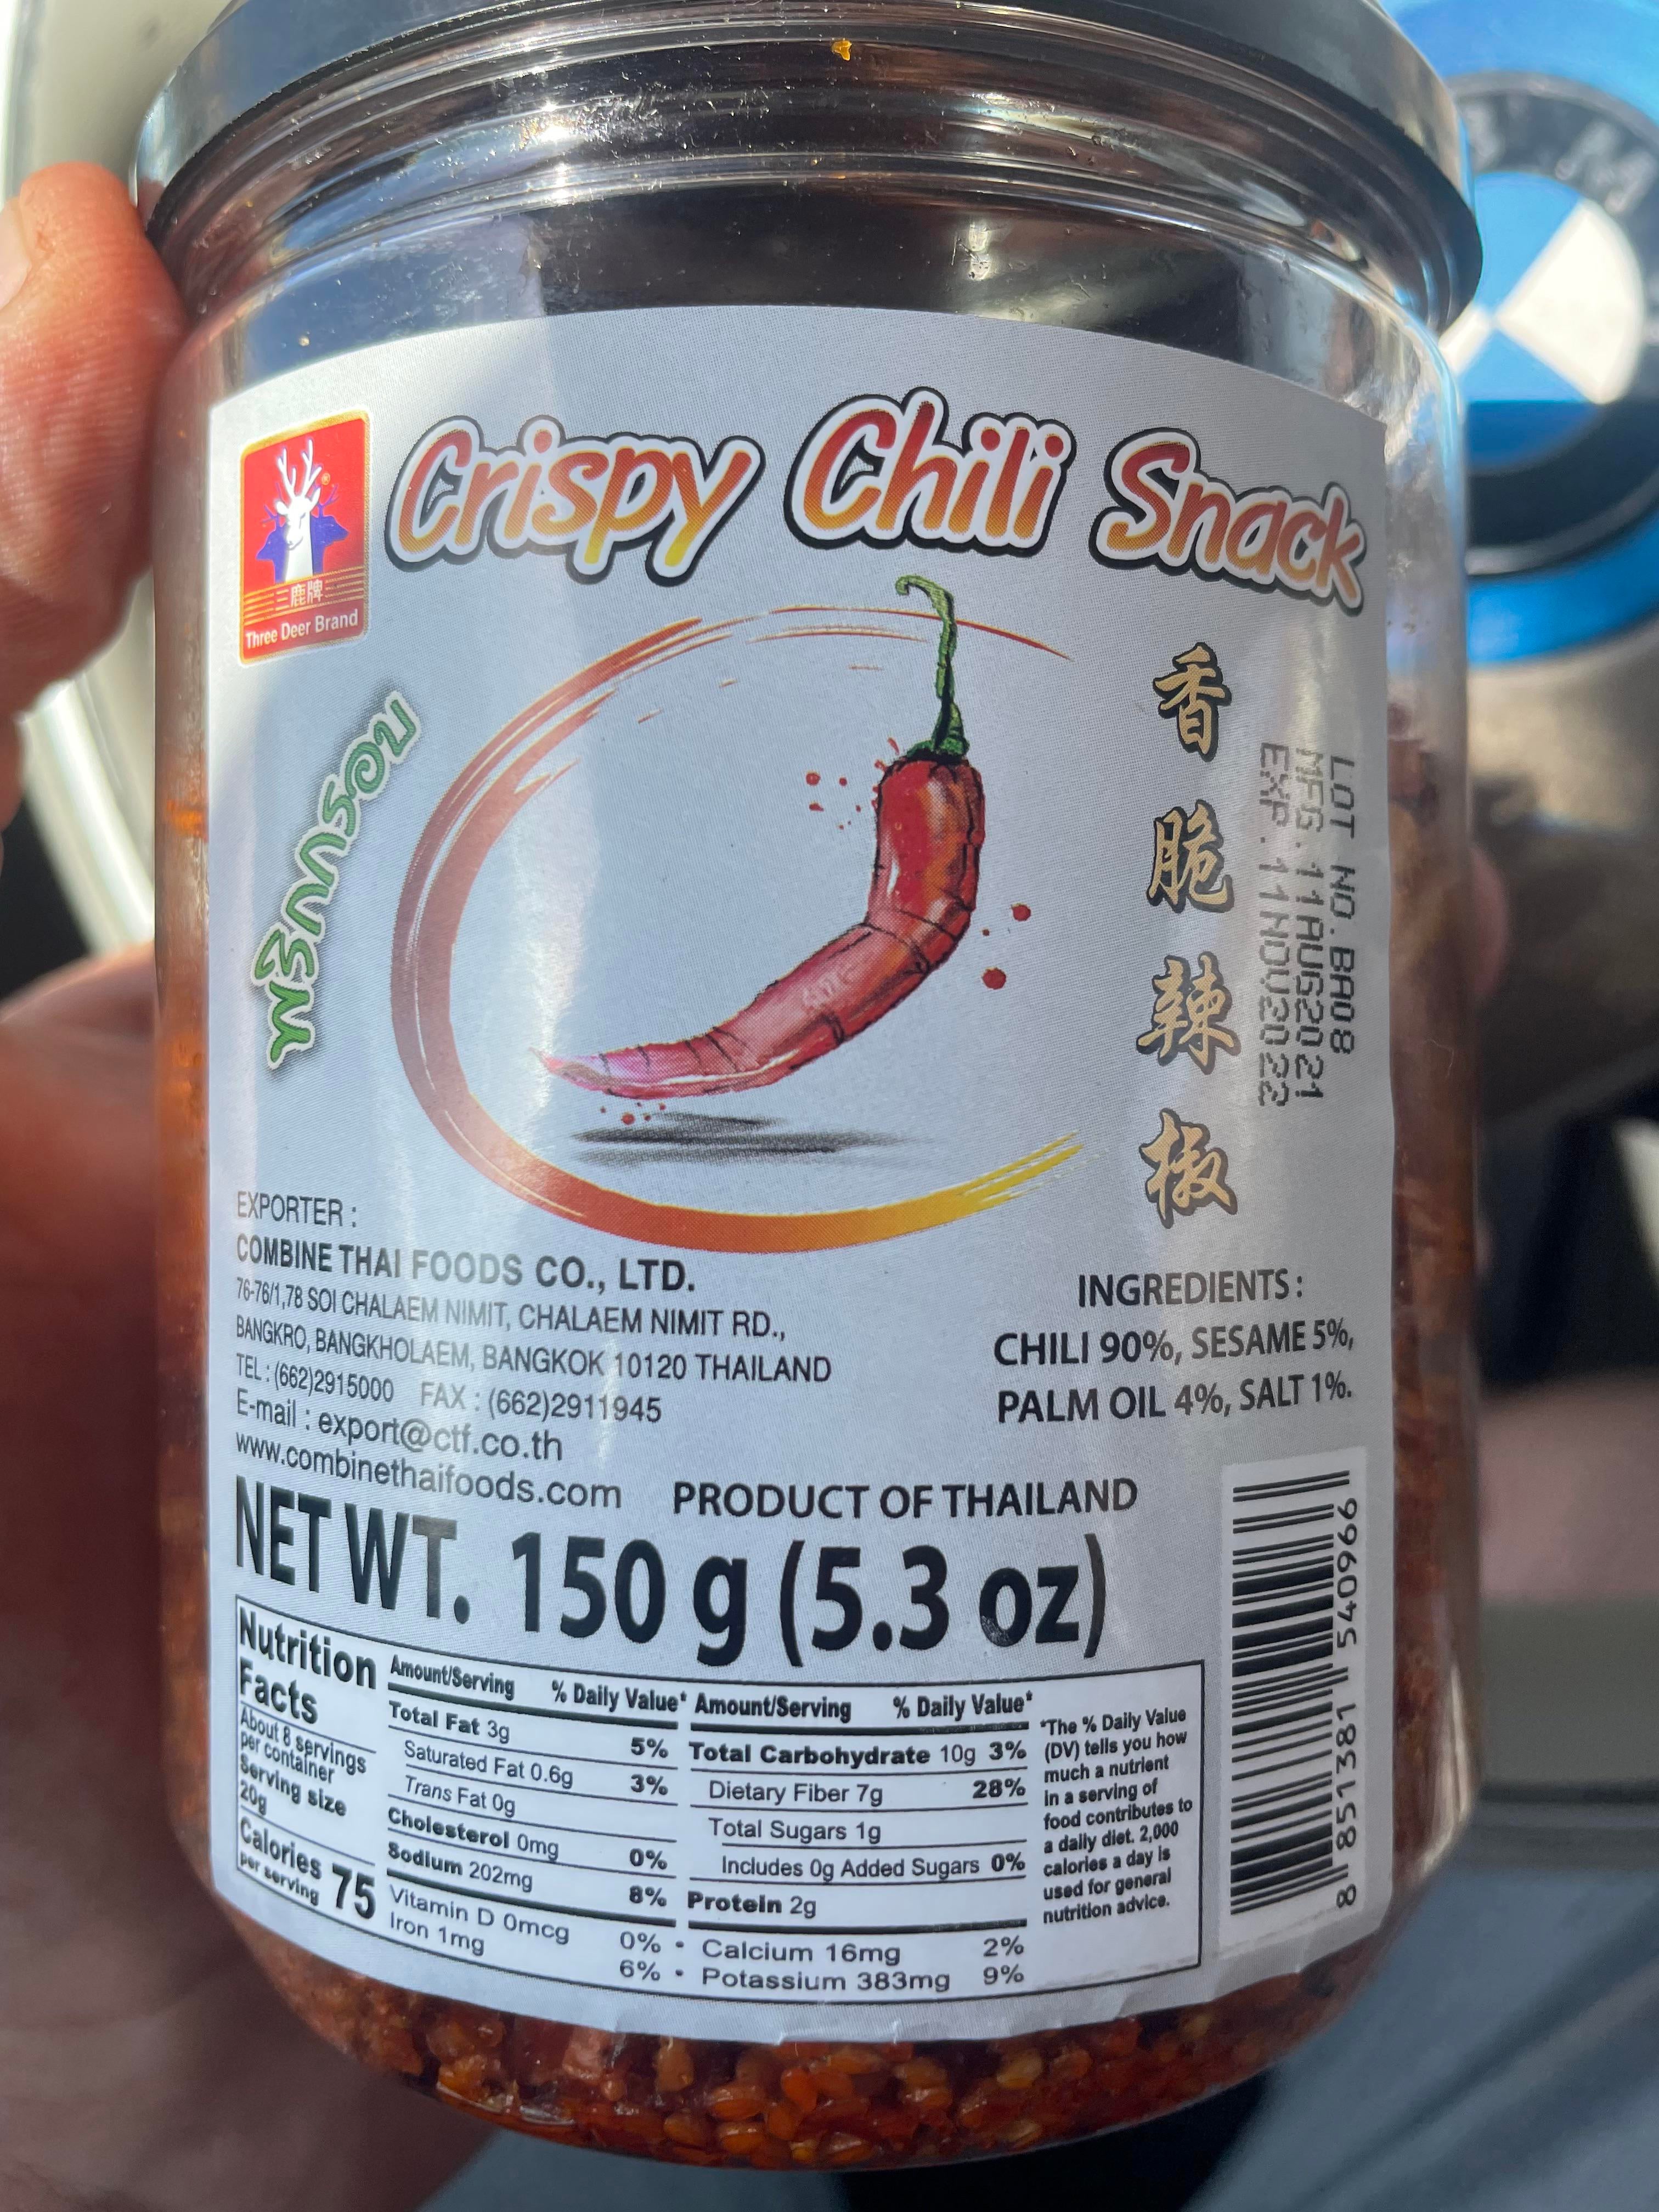 Crispy Chili Snack
三鹿牌
Three Deer Brand
พริกกรอบ
香脆辣椒
LOT NO.BA08
MFG.11AUG2021
EXP.11NOV2022
EXPORTER :
COMBINE THAI FOODS CO., LTD.
76-76/1,78 SOI CHALAEM NIMIT, CHALAEM NIMIT RD.,
BANGKRO, BANGKHOLAEM, BANGKOK 10120 THAILAND
TEL : (662)2915000 FAX : (662)2911945
E-mail : export@ctf.co.th
www.combinethaifoods.com
INGREDIENTS :
CHILI 90%, SESAME 5%,
PALM OIL 4%, SALT 1%.
PRODUCT OF THAILAND
NET WT. 150 g (5.3 oz)
Nutrition
Facts
About 8 servings
per container
Serving size
20g
Calories 75
per serving
Amount/Serving % Daily Value*
Total Fat 3g 5%
Saturated Fat 0.6g 3%
Trans Fat 0g
Cholesterol 0mg 0%
Sodium 202mg 8%
Amount/Serving % Daily Value*
Total Carbohydrate 10g 3%
Dietary Fiber 7g 28%
Total Sugars 1g
Includes 0g Added Sugars 0%
Protein 2g
Vitamin D 0mcg 0% • Calcium 16mg 2%
Iron 1mg 6% • Potassium 383mg 9%
*The % Daily Value
(DV) tells you how
much a nutrient
in a serving of
food contributes to
a daily diet. 2,000
calories a day is
used for general
nutrition advice.
8 851381 540966
B M